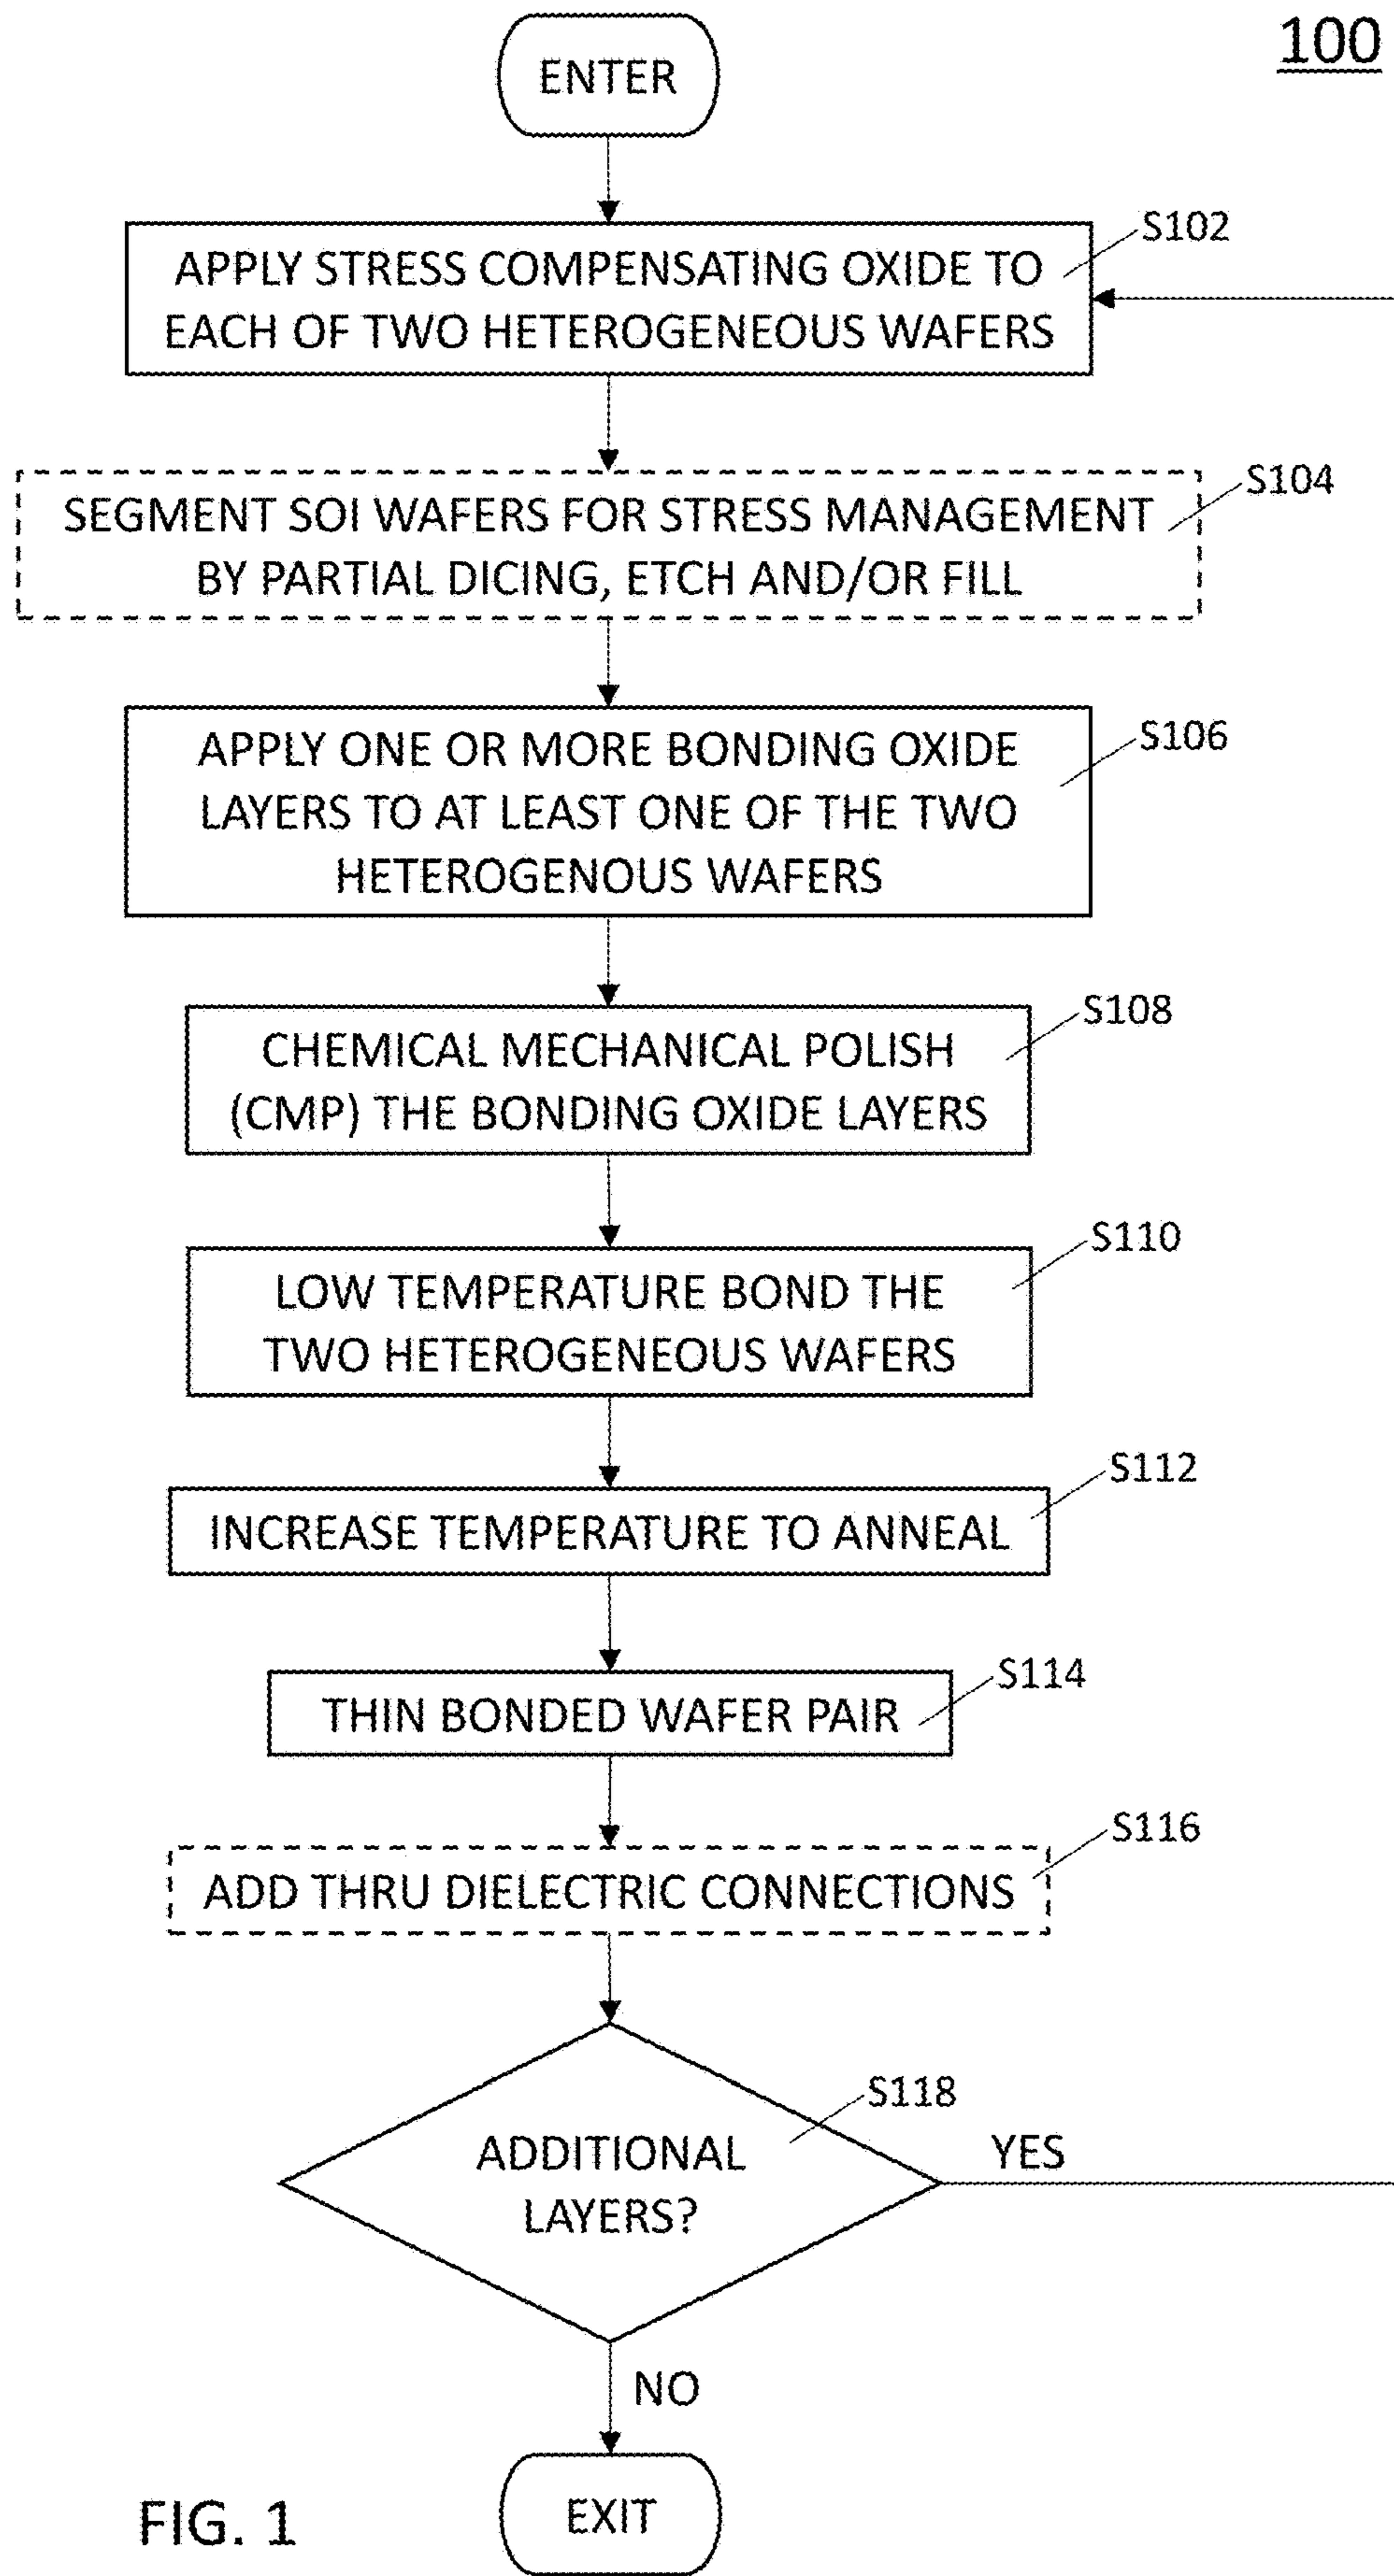 100
ENTER
S102
APPLY STRESS COMPENSATING OXIDE TO
EACH OF TWO HETEROGENEOUS WAFERS
S104
SEGMENT SOI WAFERS FOR STRESS MANAGEMENT
BY PARTIAL DICING, ETCH AND/OR FILL
S106
APPLY ONE OR MORE BONDING OXIDE
LAYERS TO AT LEAST ONE OF THE TWO
HETEROGENOUS WAFERS
S108
CHEMICAL MECHANICAL POLISH
(CMP) THE BONDING OXIDE LAYERS
S110
LOW TEMPERATURE BOND THE
TWO HETEROGENEOUS WAFERS
S112
INCREASE TEMPERATURE TO ANNEAL
S114
THIN BONDED WAFER PAIR
S116
ADD THRU DIELECTRIC CONNECTIONS
S118
ADDITIONAL
LAYERS?
YES
NO
EXIT
FIG. 1